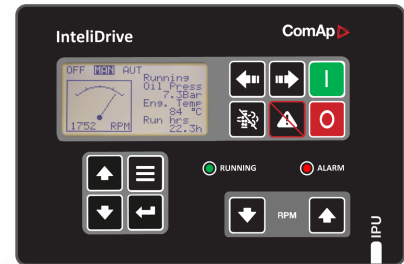 InteliDrive
ComAp
OFF MAN AUT
Running
Oil Press
7.3Bar
Eng. Temp
84 °C
Run hrs
22.3h
1752 RPM
RUNNING
ALARM
RPM
IPU